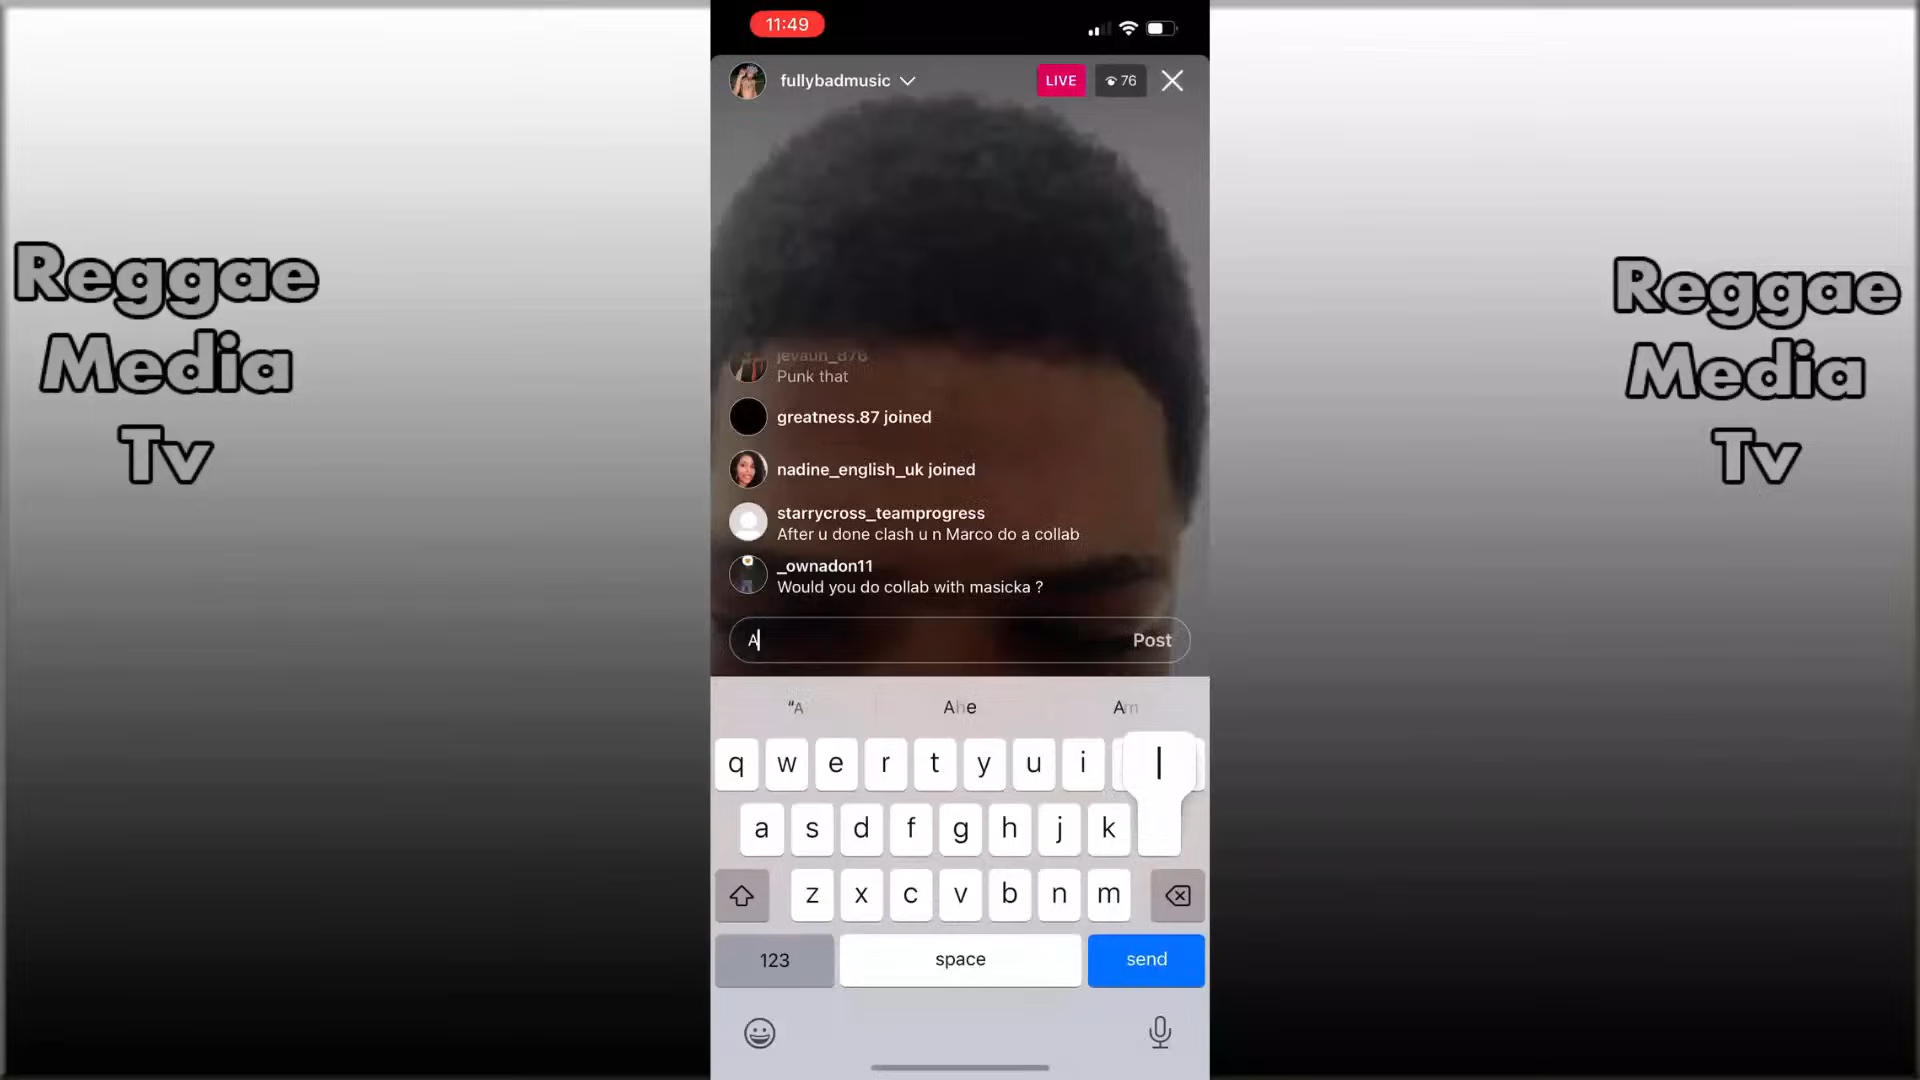 11:49
fullybadmusic
LIVE
76
Reggae
Media
Tv
jevaun_876
Punk that
greatness.87 joined
nadine_english_uk joined
starrycross_teamprogress
After u done clash u n Marco do a collab
_ownadon11
Would you do collab with masicka ?
A
Post
“A
Ahe
Am
q w e r t y u i l
a s d f g h j k
z x c v b n m
123
space
send
Reggae
Media
Tv